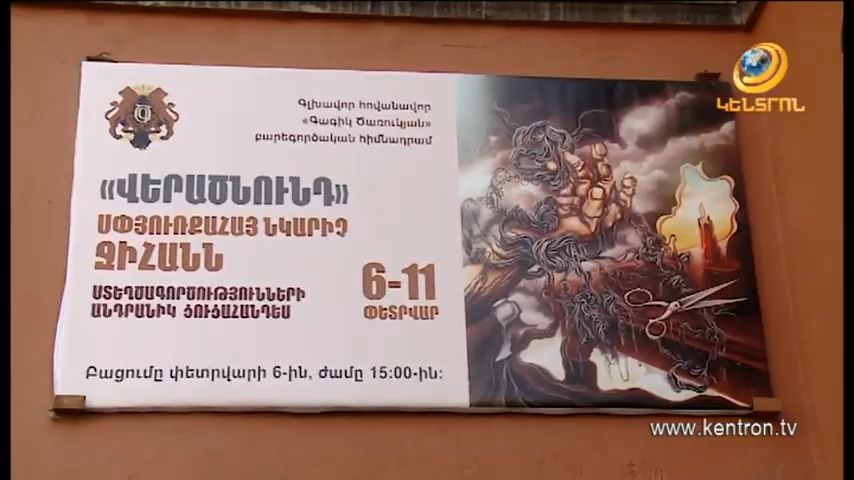 Գլխավոր հովանավոր
«Գագիկ Ծառուկյան»
բարեգործական հիմնադրամ
«ՎԵՐԱԾՆՈՒՆԴ»
ՍՓՅՈՒՌՔԱՀԱՅ ՆԿԱՐԻՉ
ՋԻՀԱՆՆ
ՍՏԵՂԾԱԳՈՐԾՈՒԹՅՈՒՆՆԵՐԻ
ԱՆԴՐԱՆԻԿ ՑՈՒՑԱՀԱՆԴԵՍ
6-11
ՓԵՏՐՎԱՐ
Բացումը փետրվարի 6-ին, ժամը 15:00-ին:
ԿԵՆՏՐՈՆ
www.kentron.tv